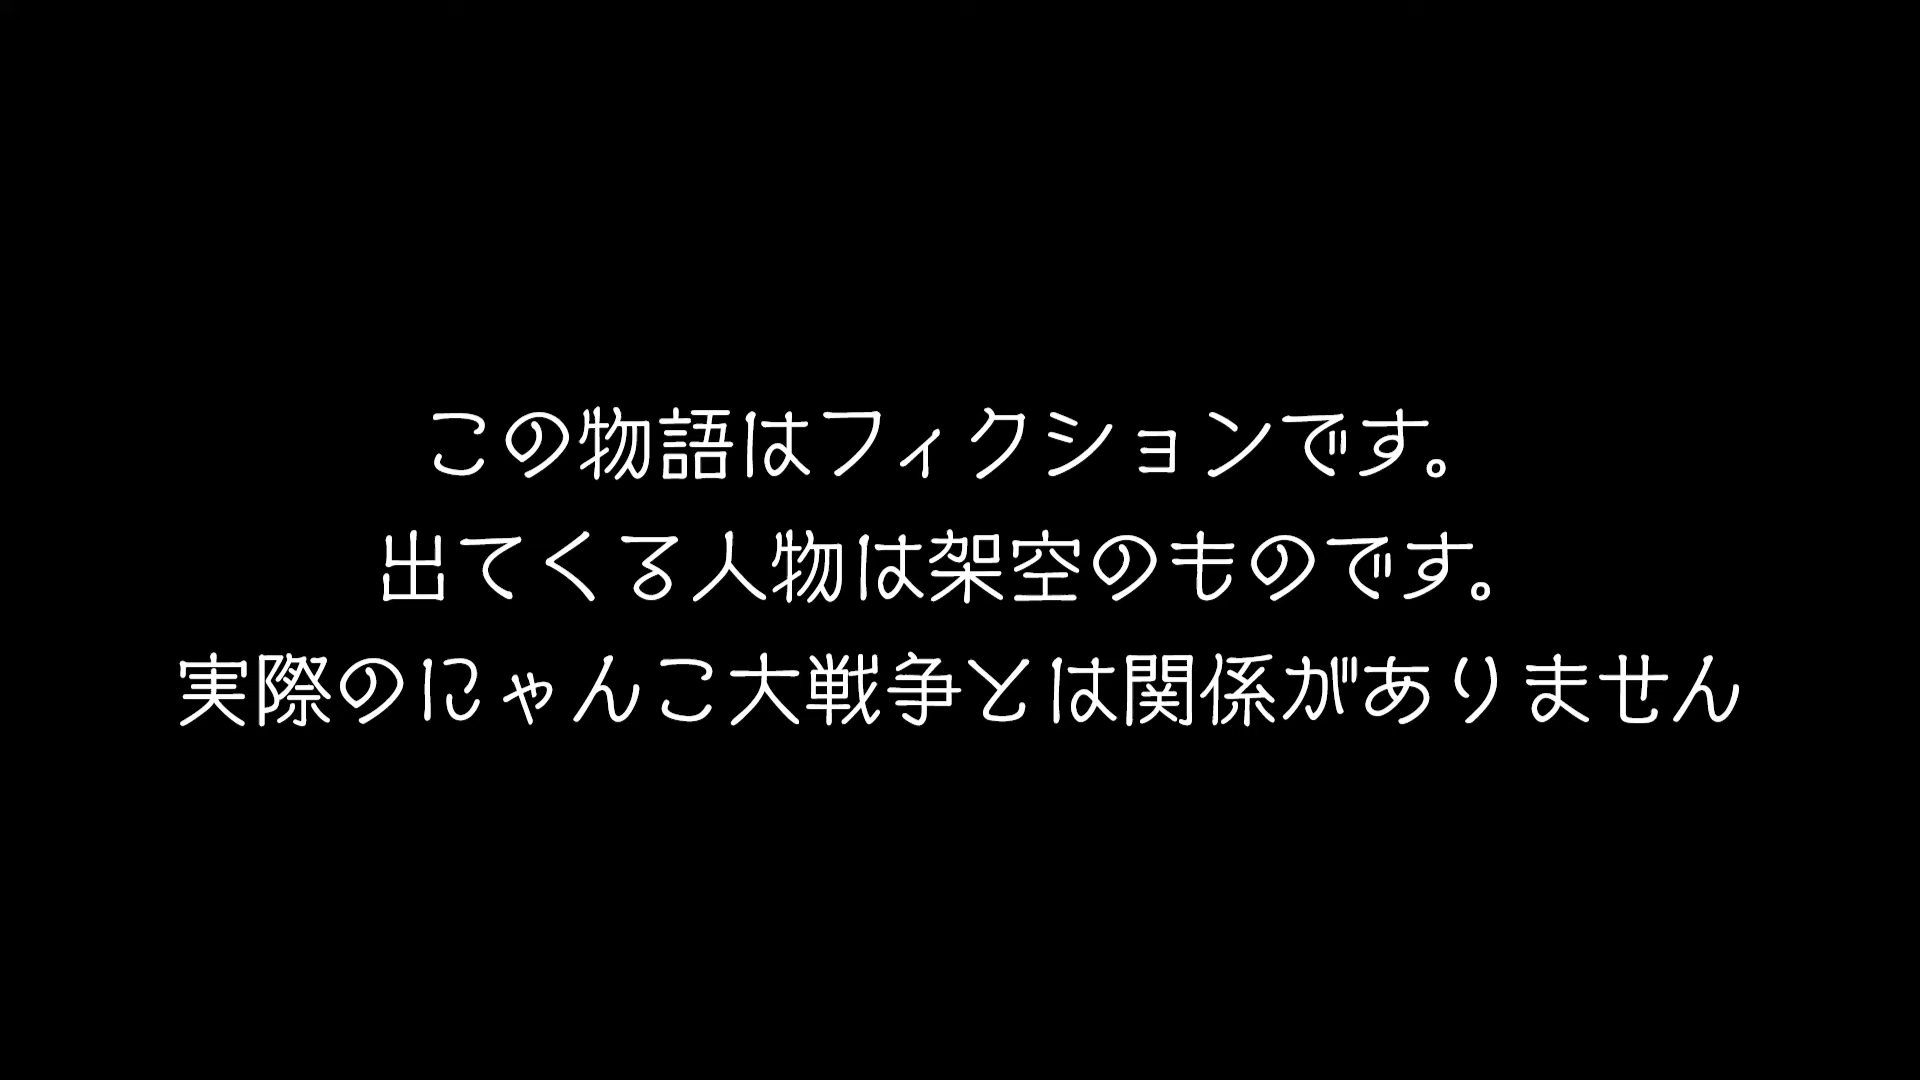 この物語はフィクションです。
出てくる人物は架空のものです。
実際のにゃんこ大戦争とは関係がありません